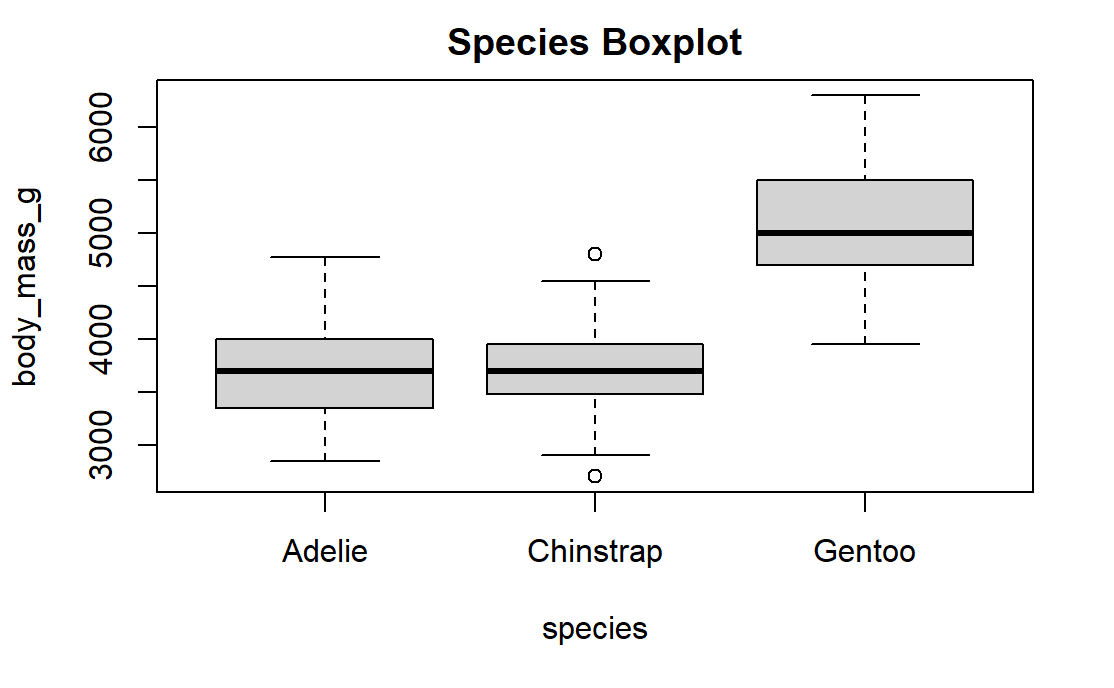 Species Boxplot
body_mass_g
6000
5000
4000
3000
Adelie Chinstrap Gentoo
species